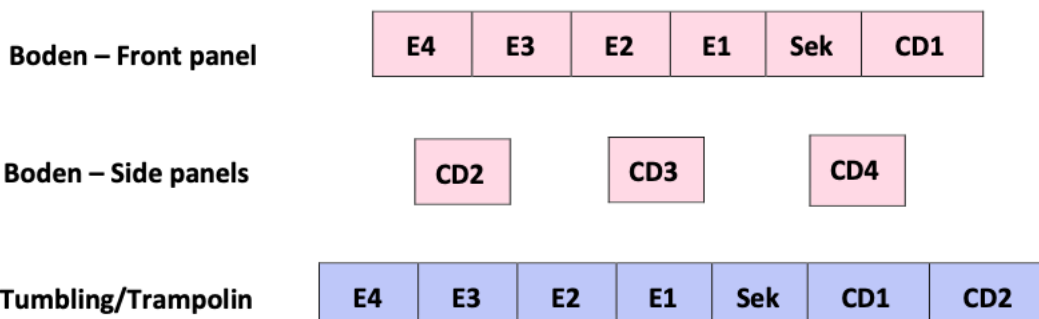 Boden – Front panel E4 E3 E2 E1 Sek CD1
Boden – Side panels CD2 CD3 CD4
Tumbling/Trampolin E4 E3 E2 E1 Sek CD1 CD2